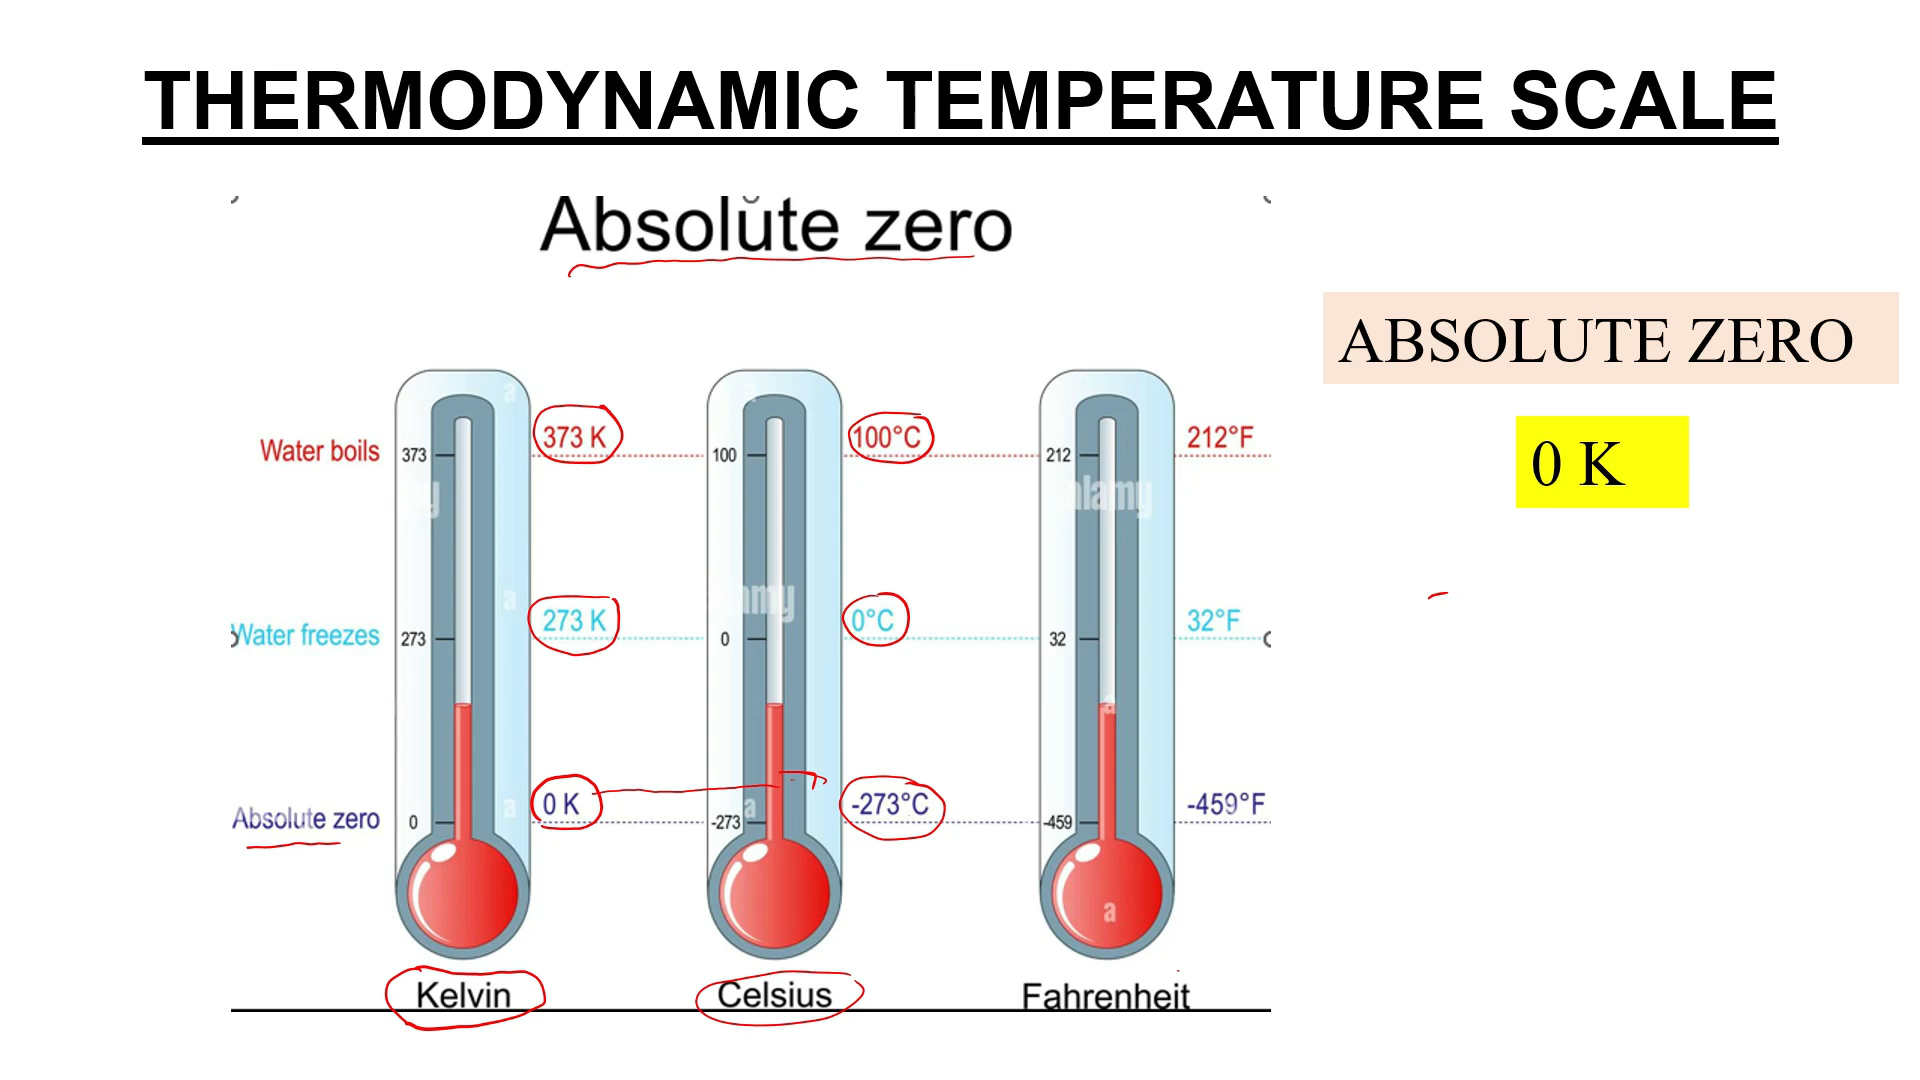 THERMODYNAMIC TEMPERATURE SCALE
Absolute zero
ABSOLUTE ZERO
0 K
Water boils 373 373 K 100 100°C 212 212°F
alamy
Water freezes 273 273 K 0 0°C 32 32°F
Absolute zero 0 0 K -273 -273°C -459 -459°F
a
Kelvin Celsius Fahrenheit